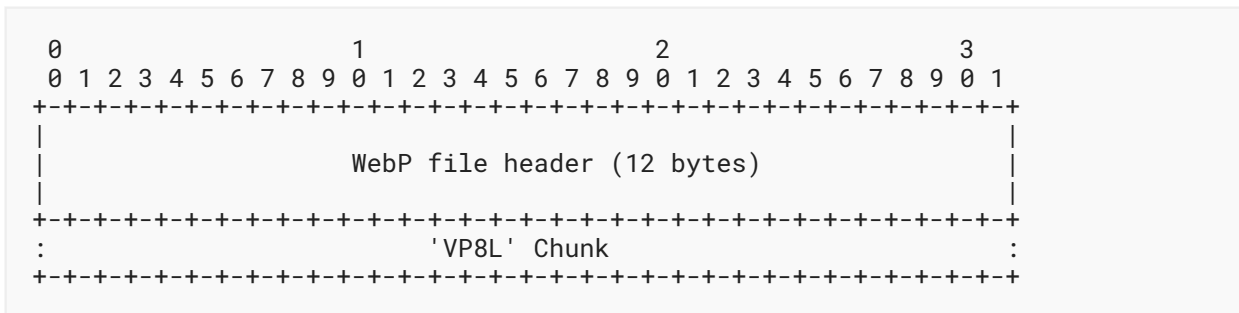 0                   1                   2                   3
 0 1 2 3 4 5 6 7 8 9 0 1 2 3 4 5 6 7 8 9 0 1 2 3 4 5 6 7 8 9 0 1
+-+-+-+-+-+-+-+-+-+-+-+-+-+-+-+-+-+-+-+-+-+-+-+-+-+-+-+-+-+-+-+-+
|                                                               |
|                    WebP file header (12 bytes)                |
|                                                               |
+-+-+-+-+-+-+-+-+-+-+-+-+-+-+-+-+-+-+-+-+-+-+-+-+-+-+-+-+-+-+-+-+
:                         'VP8L' Chunk                          :
+-+-+-+-+-+-+-+-+-+-+-+-+-+-+-+-+-+-+-+-+-+-+-+-+-+-+-+-+-+-+-+-+